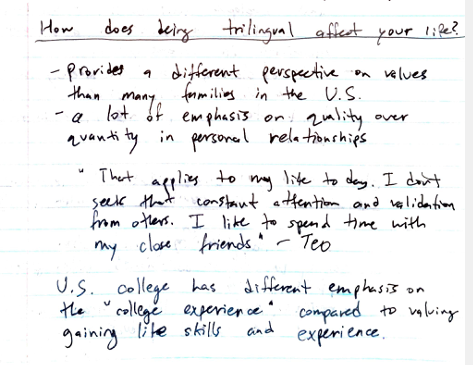 How does being trilingual affect your life?
- Provides a different perspective on values
than many families in the U.S.
- a lot of emphasis on quality over
quantity in personal relationships
" That applies to my life to day. I don't
seek that constant attention and validation
from others. I like to spend time with
my close friends" - Teo
U.S. college has different emphasis on
the "college experience" compared to valuing
gaining life skills and experience.